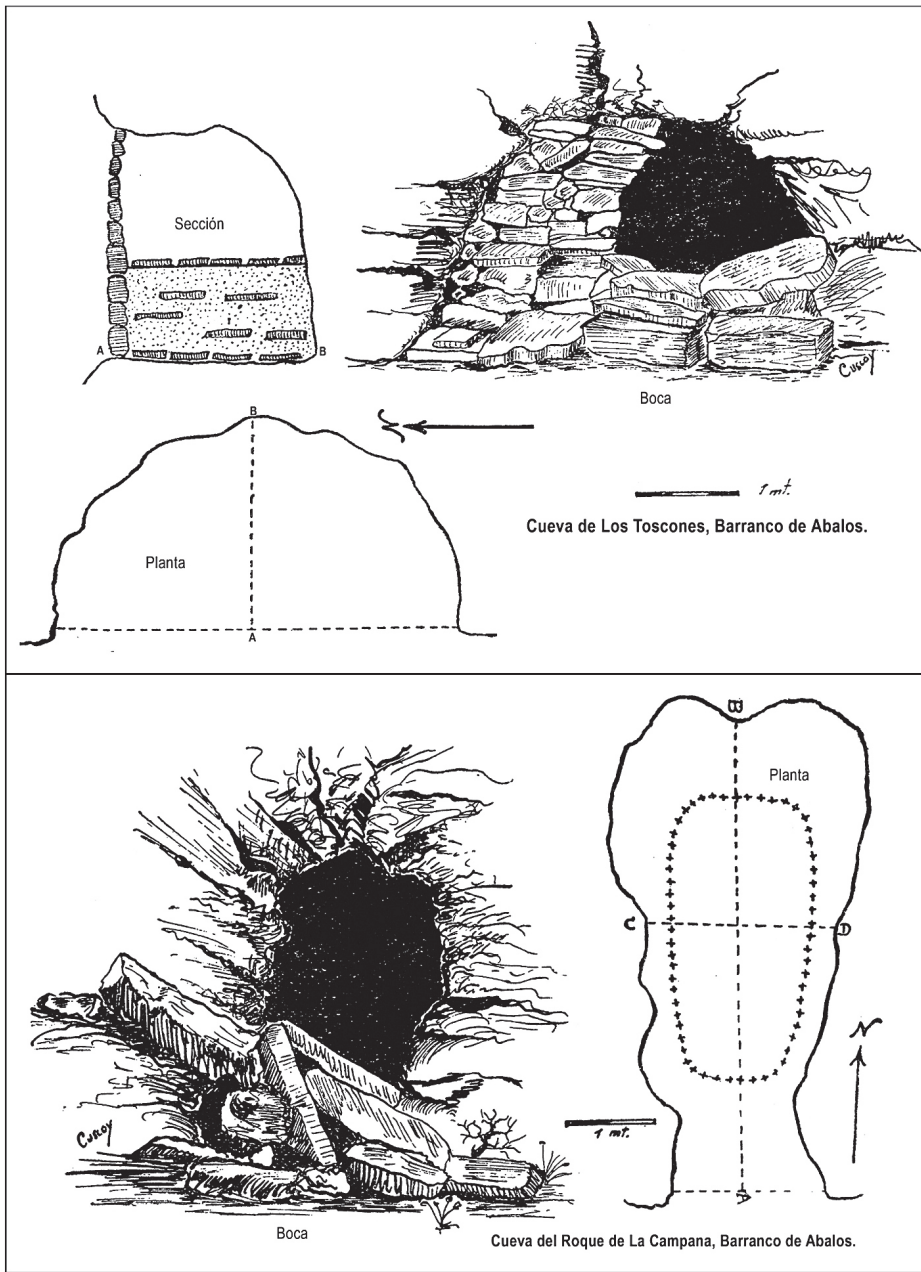 Sección
A
B
Curoy
Boca
B
N
1 mt.
Cueva de Los Toscones, Barranco de Abalos.
Planta
A
B
Planta
C
D
N
Curoy
1 mt.
A
Boca
Cueva del Roque de La Campana, Barranco de Abalos.